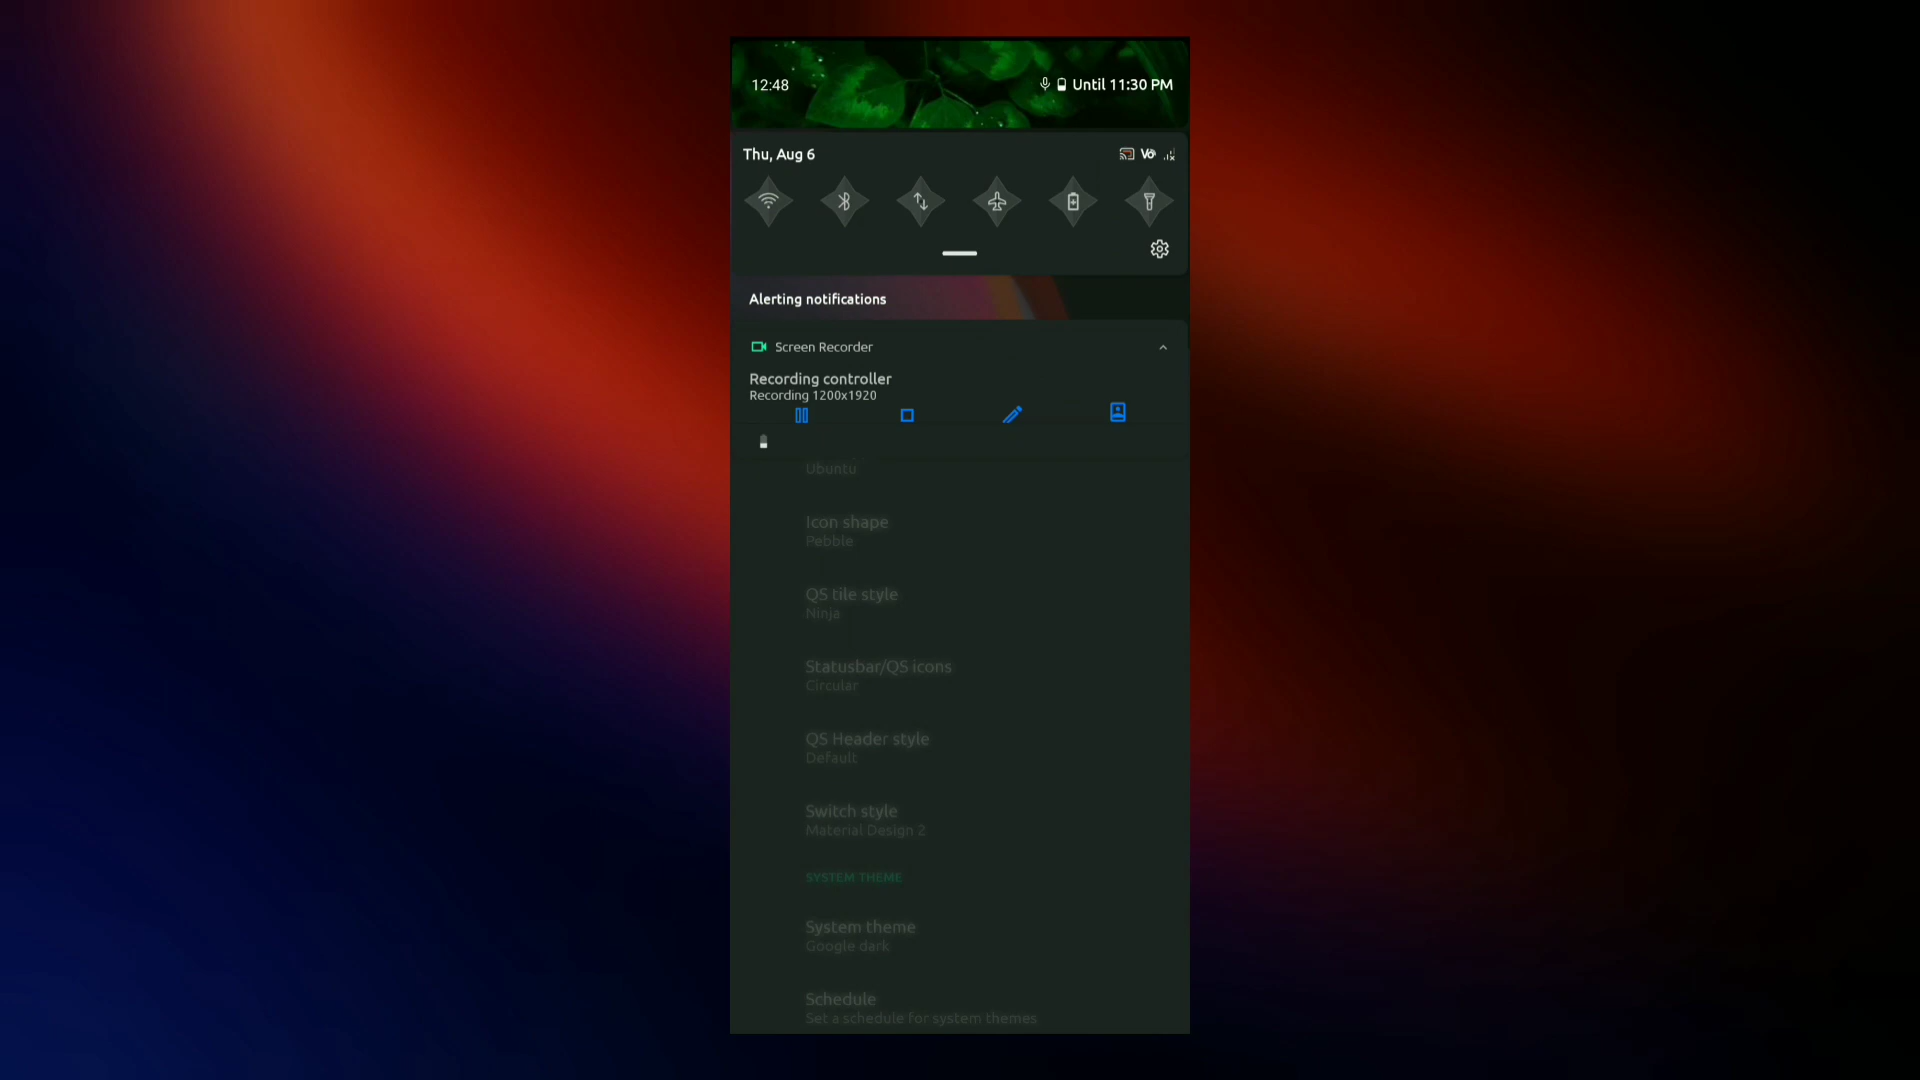 12:48
Until 11:30 PM
Thu, Aug 6
Vo
Alerting notifications
Screen Recorder
Recording controller
Recording 1200x1920
Ubuntu
Icon shape
Pebble
QS tile style
Ninja
Statusbar/QS icons
Circular
QS Header style
Default
Switch style
Material Design 2
SYSTEM THEME
System theme
Google dark
Schedule
Set a schedule for system themes